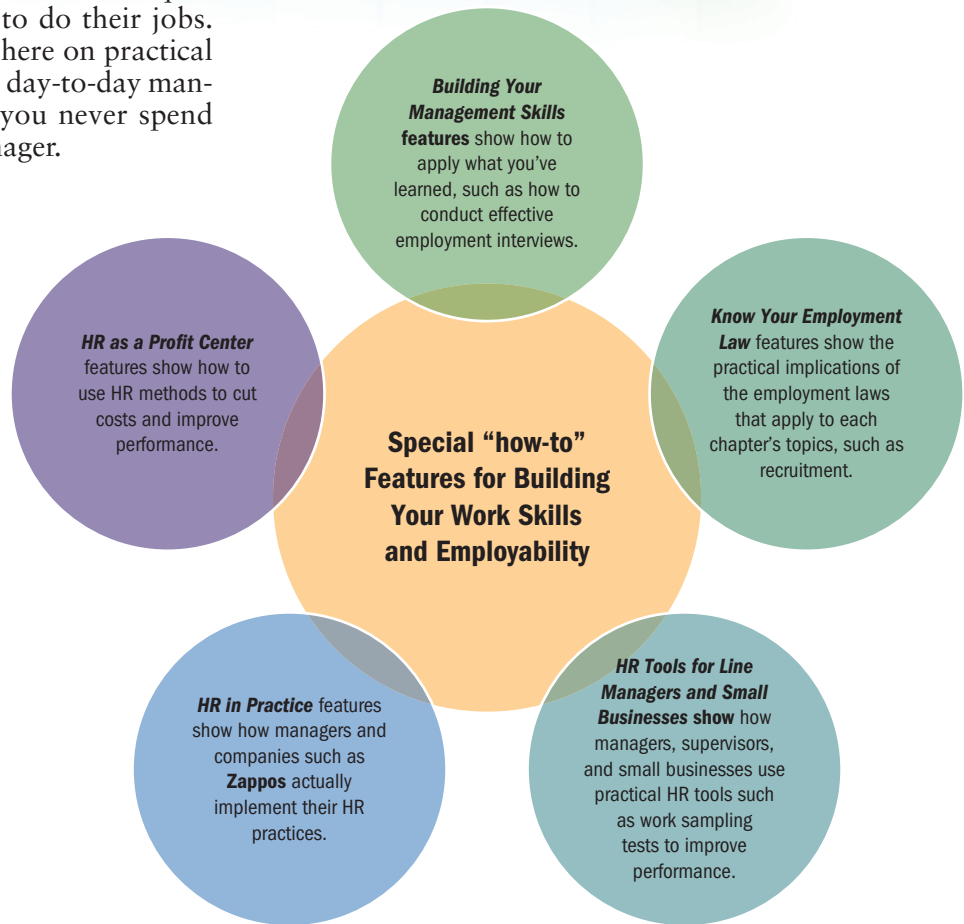 to do their jobs.
here on practical
day-to-day man-
you never spend
ager.
Building Your
Management Skills
features show how to
apply what you've
learned, such as how to
conduct effective
employment interviews.
HR as a Profit Center
features show how to
use HR methods to cut
costs and improve
performance.
Know Your Employment
Law features show the
practical implications of
the employment laws
that apply to each
chapter's topics, such as
recruitment.
Special “how-to”
Features for Building
Your Work Skills
and Employability
HR in Practice features
show how managers and
companies such as
Zappos actually
implement their HR
practices.
HR Tools for Line
Managers and Small
Businesses show how
managers, supervisors,
and small businesses use
practical HR tools such
as work sampling
tests to improve
performance.